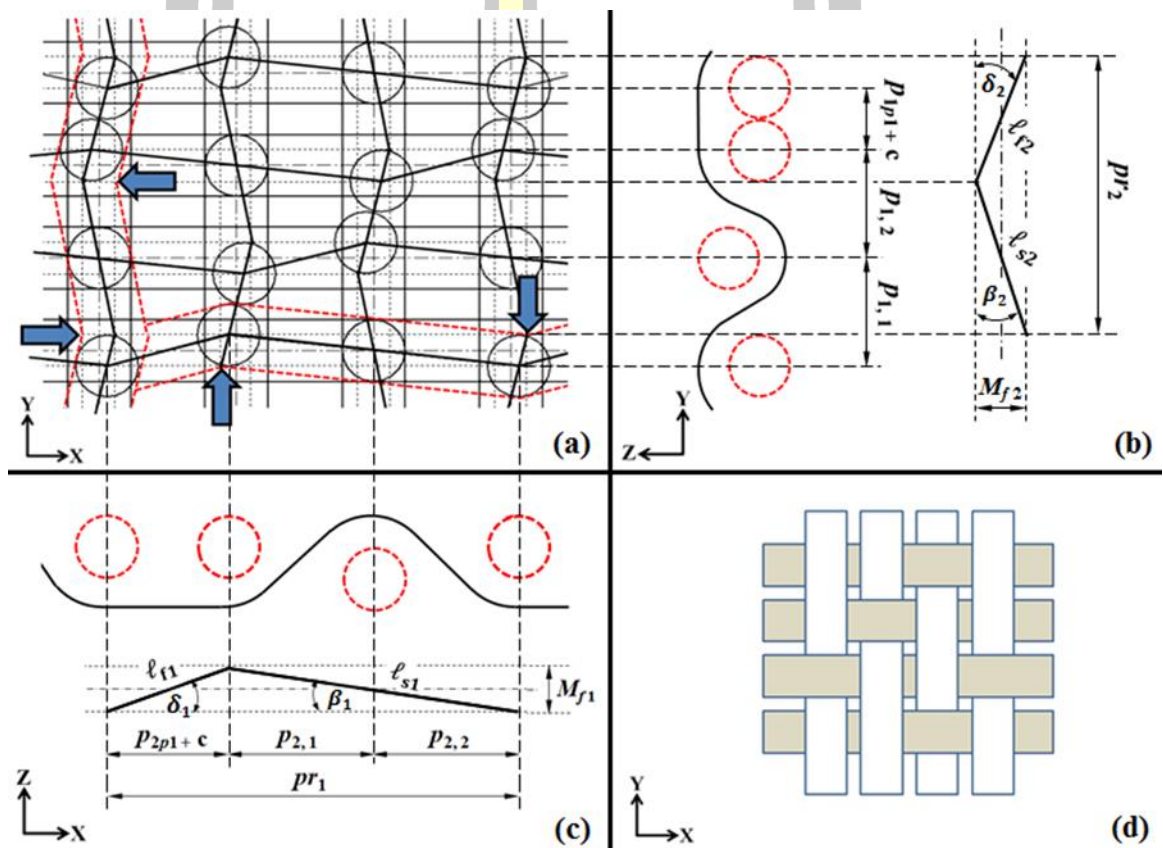 Y
X
(a)
p1p1+ c
p1, 2
p1, 1
δ2
ℓf2
ℓs2
β2
pr2
Mf2
Y
Z
(b)
ℓf1
ℓs1
δ1
β1
Mf1
p2p1+ c
p2, 1
p2, 2
pr1
Z
X
(c)
Y
X
(d)